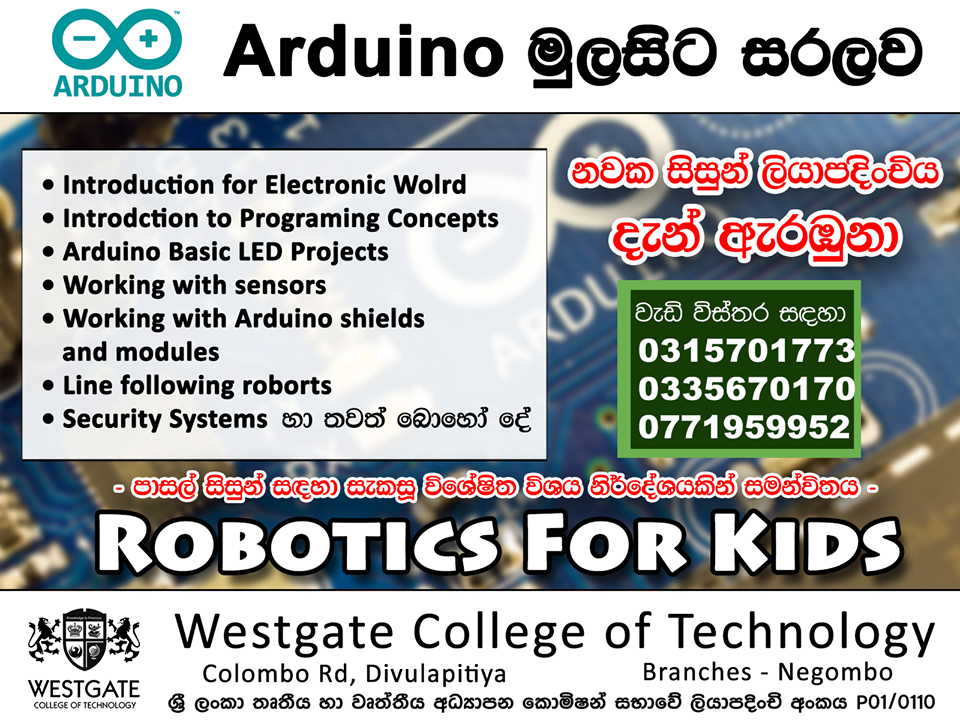 ARDUINO
Arduino මුලසිට සරලව
• Introduction for Electronic Wolrd
• Introdction to Programing Concepts
• Arduino Basic LED Projects
• Working with sensors
• Working with Arduino shields
and modules
• Line following roborts
• Security Systems හා තවත් බොහෝ දේ
නවක සිසුන් ලියාපදිංචිය
දැන් ඇරඹුනා
වැඩි විස්තර සඳහා
0315701773
0335670170
0771959952
ARDUINO
- පාසල් සිසුන් සඳහා සැකසූ විශේෂිත විශය නිර්දේශයකින් සමන්විතය -
ROBOTICS FOR KIDS
WESTGATE
COLLEGE OF TECHNOLOGY
Westgate College of Technology
Colombo Rd, Divulapitiya
Branches - Negombo
ශ්‍රී ලංකා තෘතීය හා වෘත්තීය අධ්‍යාපන කොමිෂන් සභාවේ ලියාපදිංචි අංකය P01/0110